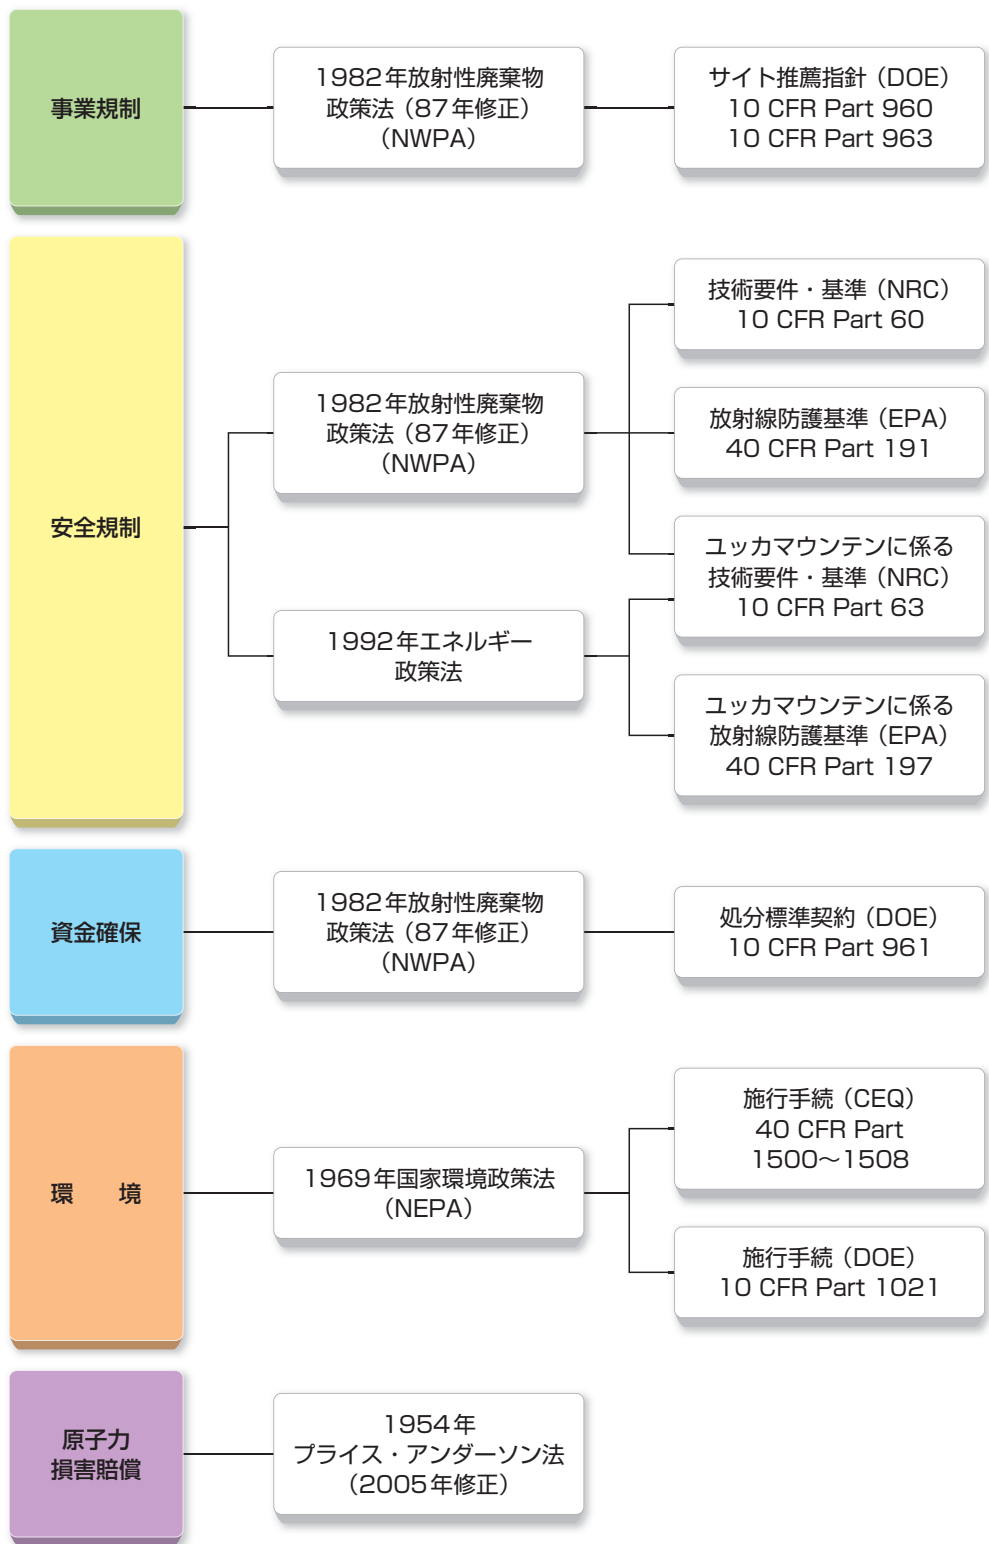 事業規制
1982年放射性廃棄物
政策法（87年修正）
（NWPA）
サイト推薦指針（DOE）
10 CFR Part 960
10 CFR Part 963
安全規制
1982年放射性廃棄物
政策法（87年修正）
（NWPA）
技術要件・基準（NRC）
10 CFR Part 60
放射線防護基準（EPA）
40 CFR Part 191
ユッカマウンテンに係る
技術要件・基準（NRC）
10 CFR Part 63
1992年エネルギー
政策法
ユッカマウンテンに係る
放射線防護基準（EPA）
40 CFR Part 197
資金確保
1982年放射性廃棄物
政策法（87年修正）
（NWPA）
処分標準契約（DOE）
10 CFR Part 961
環　境
1969年国家環境政策法
（NEPA）
施行手続（CEQ）
40 CFR Part
1500～1508
施行手続（DOE）
10 CFR Part 1021
原子力
損害賠償
1954年
プライス・アンダーソン法
（2005年修正）